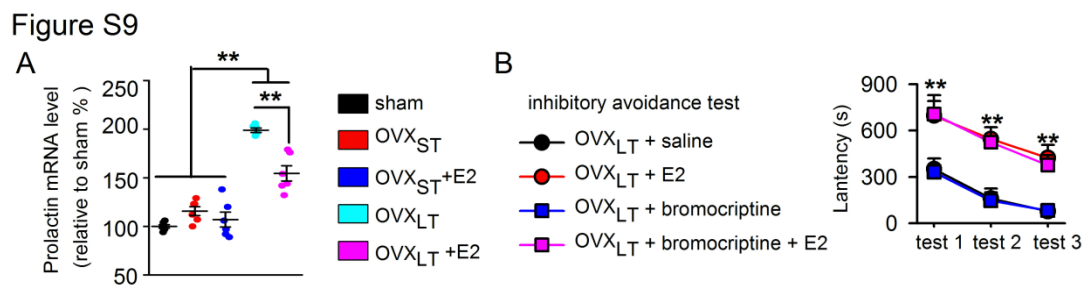 Figure S9
A
Prolactin mRNA level
(relative to sham %)
250
200
150
100
50
**
**
sham
OVXST
OVXST+E2
OVXLT
OVXLT +E2
B
inhibitory avoidance test
OVXLT + saline
OVXLT + E2
OVXLT + bromocriptine
OVXLT + bromocriptine + E2
Lantency (s)
900
600
300
0
**
**
**
test 1 test 2 test 3